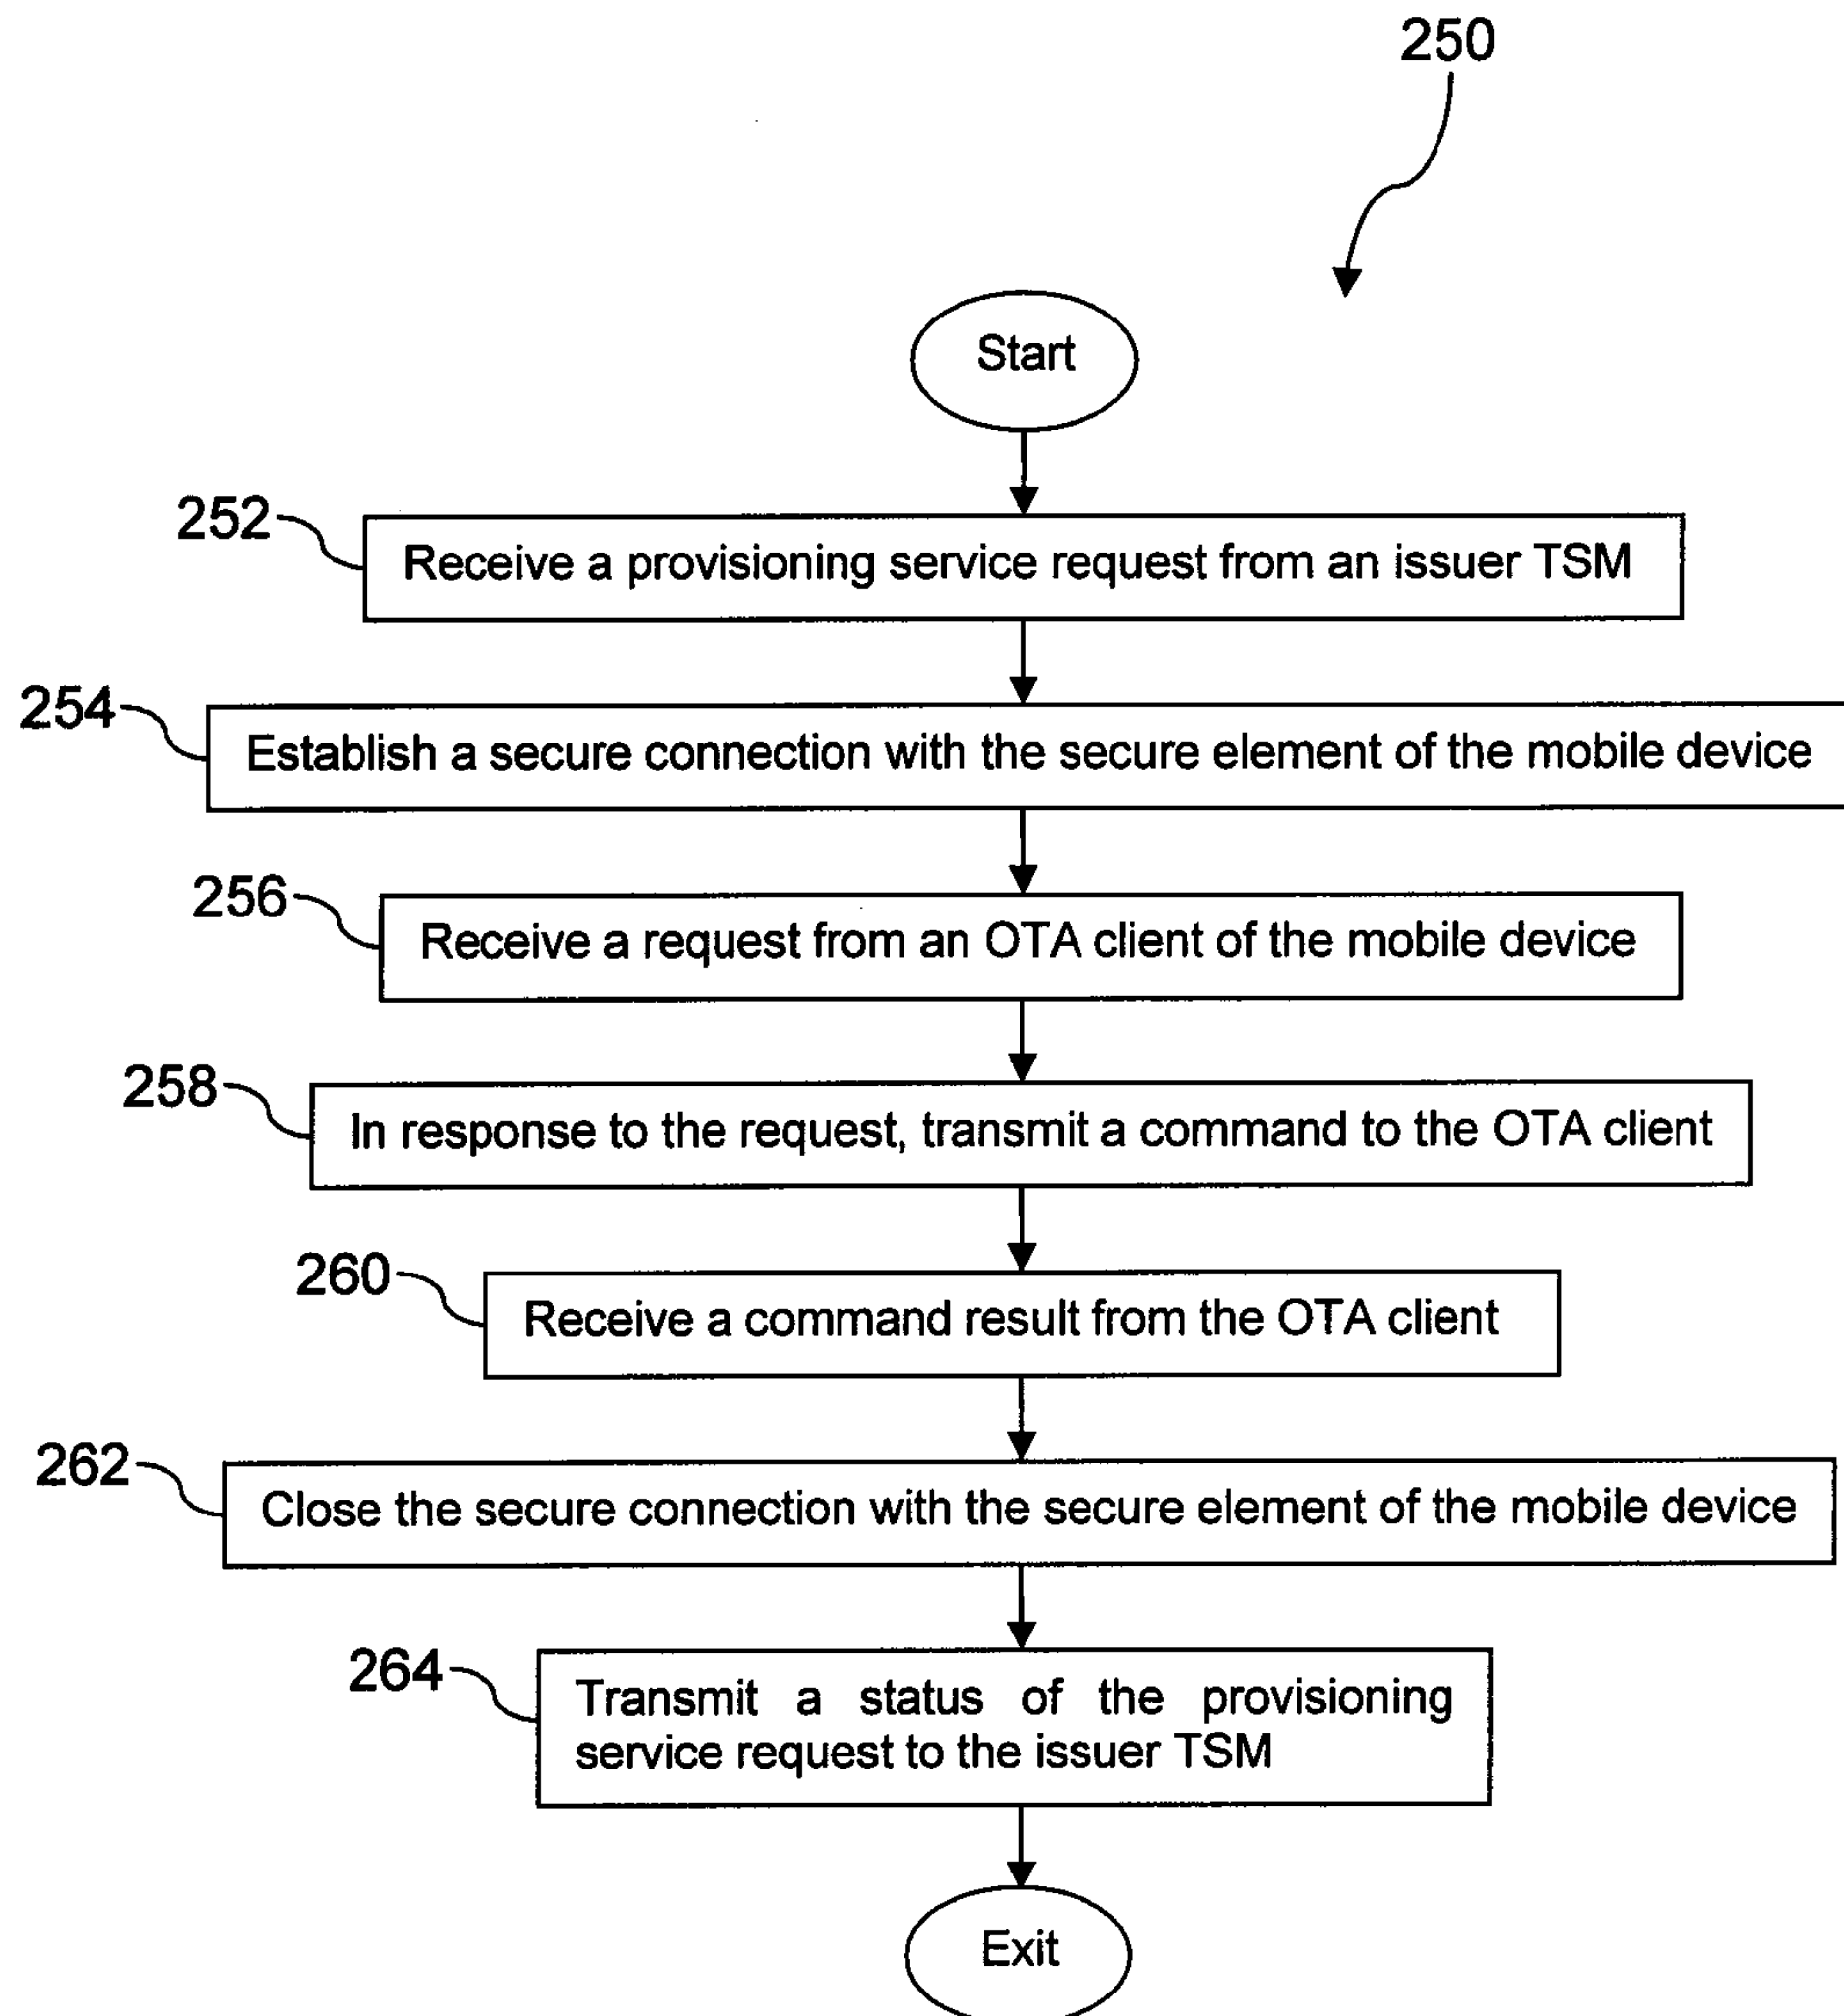 250
Start
252
Receive a provisioning service request from an issuer TSM
254
Establish a secure connection with the secure element of the mobile device
256
Receive a request from an OTA client of the mobile device
258
In response to the request, transmit a command to the OTA client
260
Receive a command result from the OTA client
262
Close the secure connection with the secure element of the mobile device
264
Transmit a status of the provisioning
service request to the issuer TSM
Exit